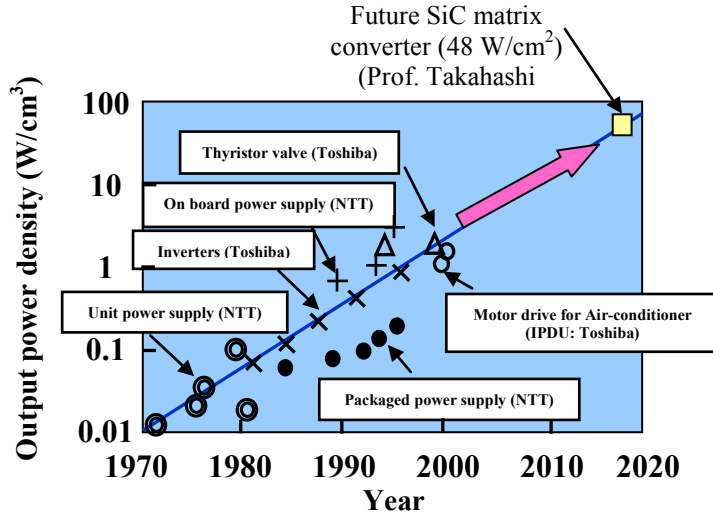 Future SiC matrix
converter (48 W/cm²)
(Prof. Takahashi
Output power density (W/cm³)
100
10
1
0.1
0.01
Thyristor valve (Toshiba)
On board power supply (NTT)
Inverters (Toshiba)
Unit power supply (NTT)
Motor drive for Air-conditioner
(IPDU: Toshiba)
Packaged power supply (NTT)
1970
1980
1990
2000
2010
2020
Year